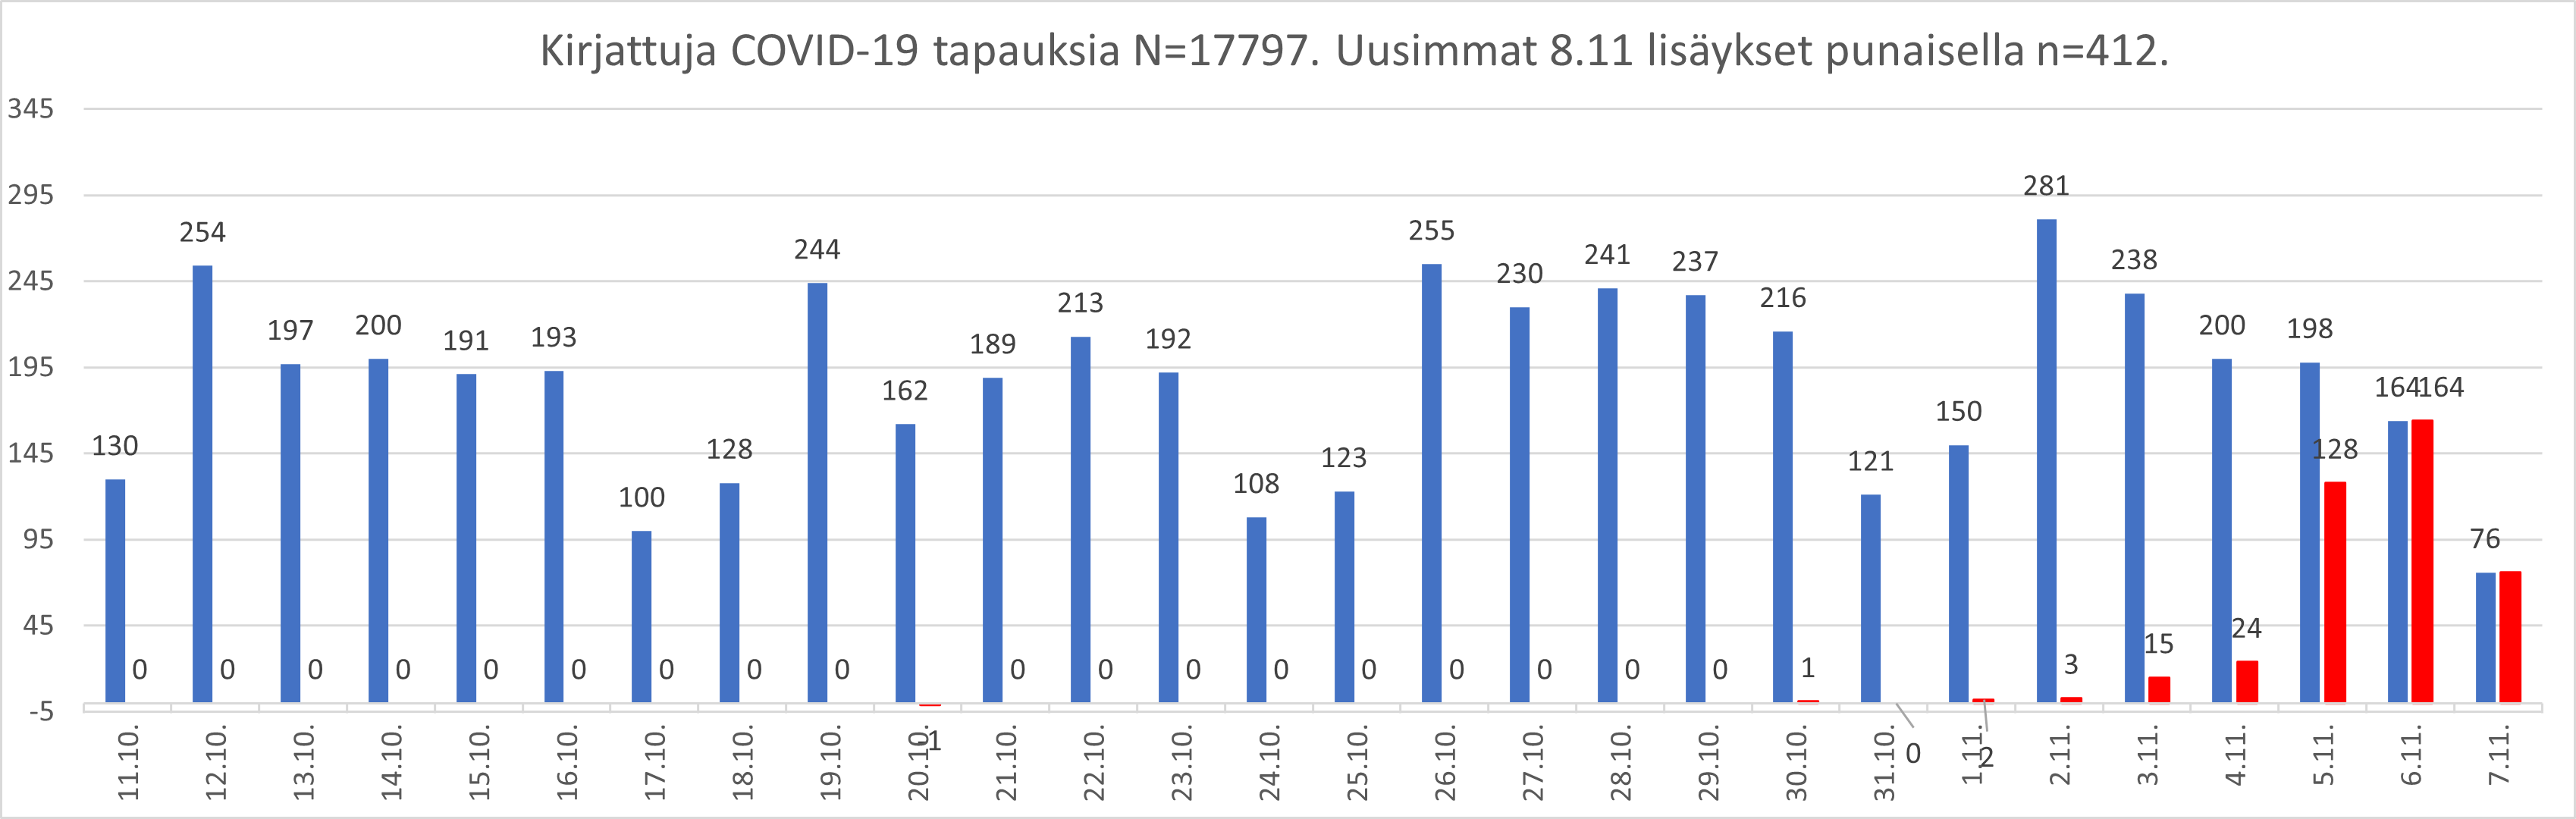 Kirjattuja COVID-19 tapauksia N=17797. Uusimmat 8.11 lisäykset punaisella n=412.
345
295
245
195
145
95
45
-5
130 254 197 200 191 193 100 128 244 162 189 213 192 108 123 255 230 241 237 216 121 150 281 238 200 198 164 76
0 0 0 0 0 0 0 0 0 -1 0 0 0 0 0 0 0 0 0 1 0 2 3 15 24 128 164
11.10. 12.10. 13.10. 14.10. 15.10. 16.10. 17.10. 18.10. 19.10. 20.10. 21.10. 22.10. 23.10. 24.10. 25.10. 26.10. 27.10. 28.10. 29.10. 30.10. 31.10. 1.11. 2.11. 3.11. 4.11. 5.11. 6.11. 7.11.